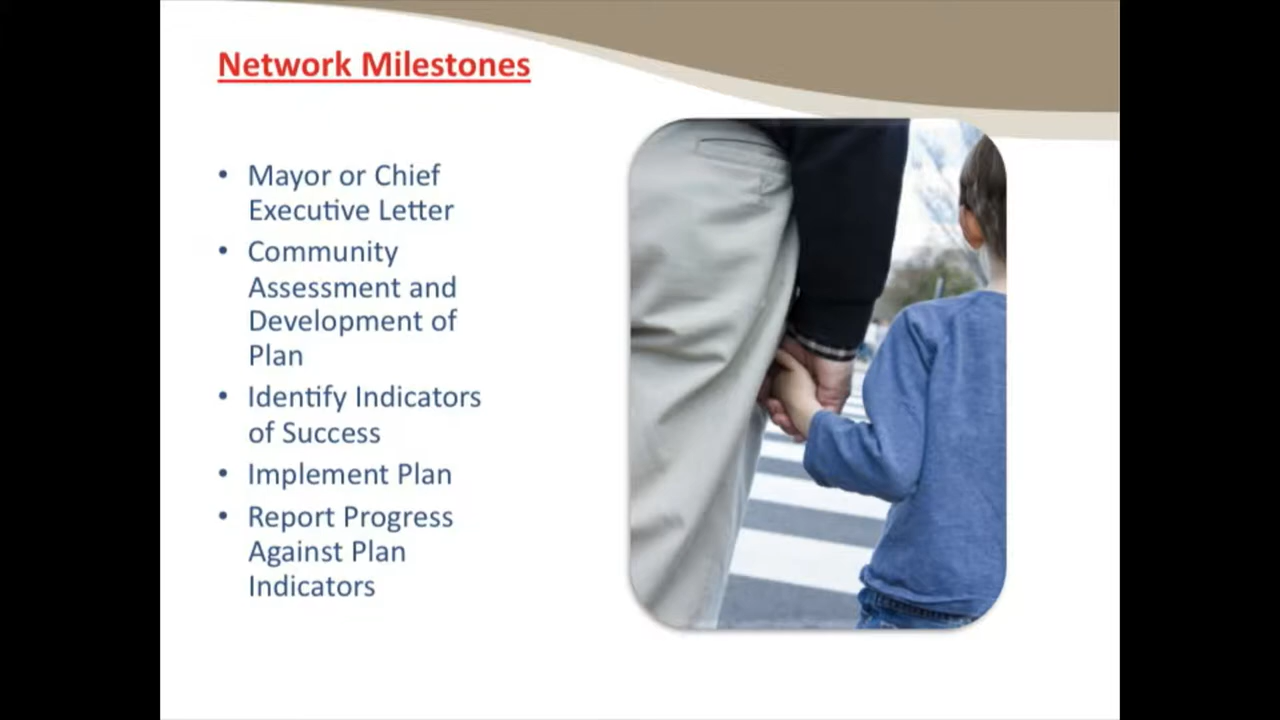 Network Milestones
• Mayor or Chief
Executive Letter
• Community
Assessment and
Development of
Plan
• Identify Indicators
of Success
• Implement Plan
• Report Progress
Against Plan
Indicators